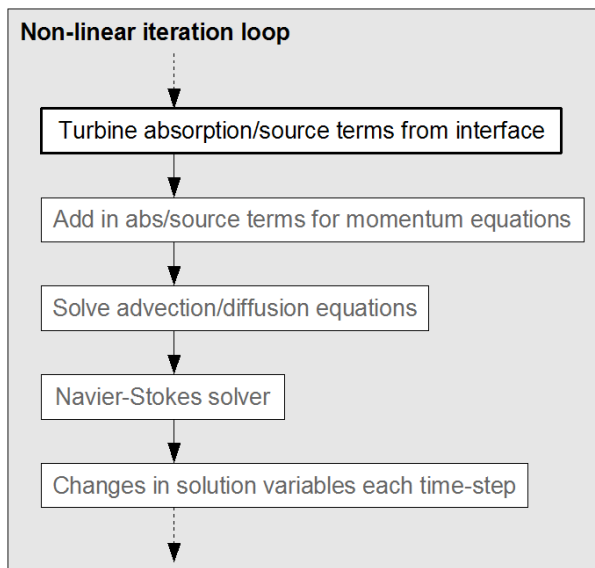 Non-linear iteration loop
Turbine absorption/source terms from interface
Add in abs/source terms for momentum equations
Solve advection/diffusion equations
Navier-Stokes solver
Changes in solution variables each time-step